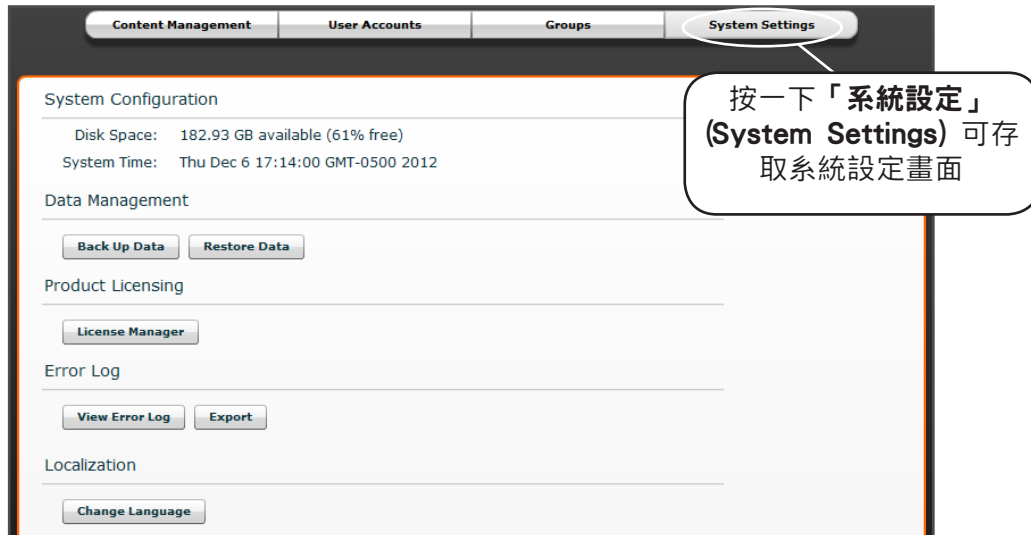 Content Management User Accounts Groups System Settings
按一下「系統設定」
(System Settings) 可存
取系統設定畫面
System Configuration
Disk Space: 182.93 GB available (61% free)
System Time: Thu Dec 6 17:14:00 GMT-0500 2012
Data Management
Back Up Data Restore Data
Product Licensing
License Manager
Error Log
View Error Log Export
Localization
Change Language